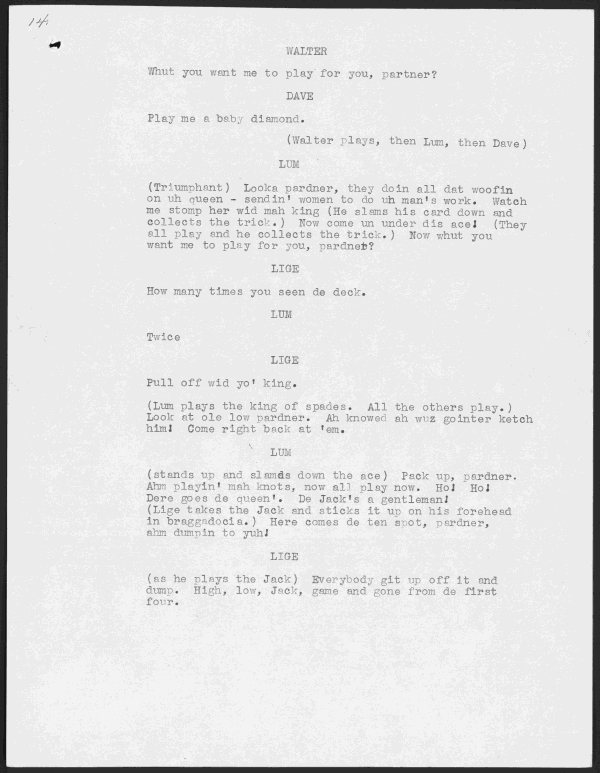 14.
WALTER
Whut you want me to play for you, partner?
DAVE
Play me a baby diamond.
(Walter plays, then Lum, then Dave)
LUM
(Triumphant) Looka pardner, they doin all dat woofin
on uh queen - sendin' women to do uh man's work. Watch
me stomp her wid mah king (He slams his card down and
collects the trick.) Now come un under dis ace! (They
all play and he collects the trick.) Now whut you
want me to play for you, pardner?
LIGE
How many times you seen de deck.
LUM
Twice
LIGE
Pull off wid yo' king.
(Lum plays the king of spades. All the others play.)
Look at ole low pardner. Ah knowed ah wuz gointer ketch
him! Come right back at 'em.
LUM
(stands up and slamds down the ace) Pack up, pardner.
Ahm playin' mah knots, now all play now. Ho! Ho!
Dere goes de queen'. De Jack's a gentleman!
(Lige takes the Jack and sticks it up on his forehead
in braggadocia.) Here comes de ten spot, pardner,
ahm dumpin to yuh!
LIGE
(as he plays the Jack) Everybody git up off it and
dump. High, low, Jack, game and gone from de first
four.